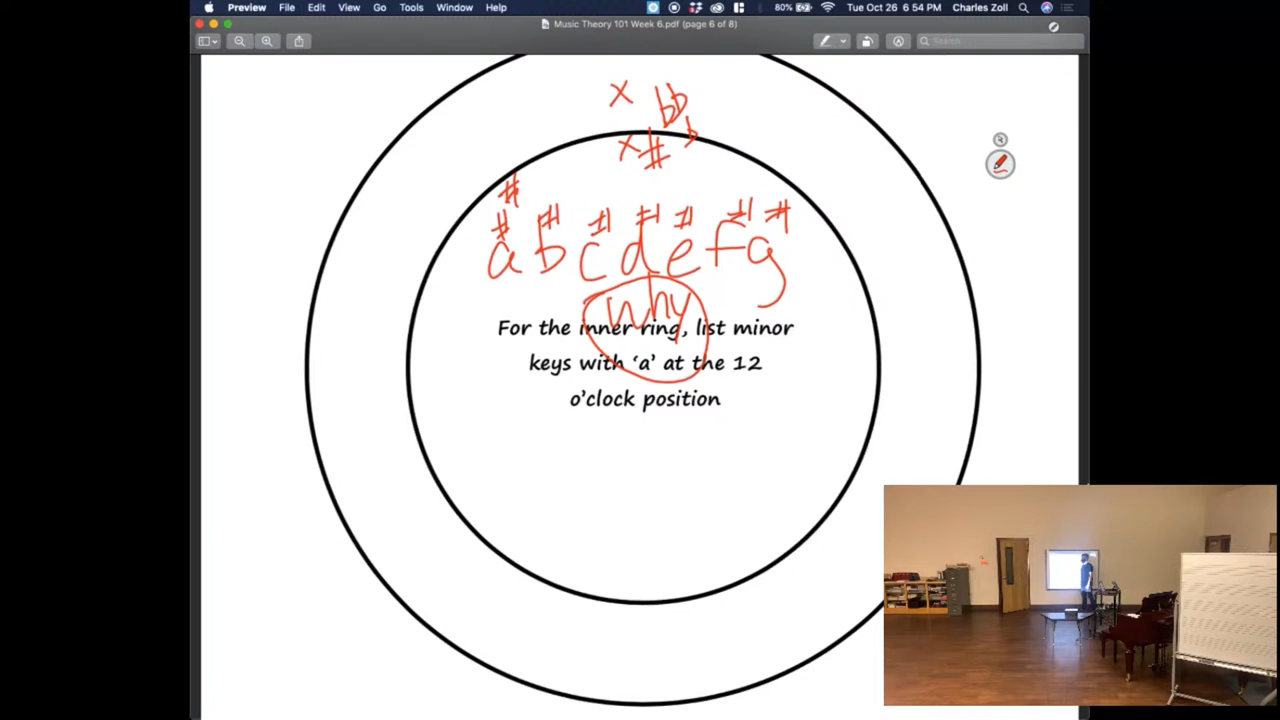 Preview File Edit View Go Tools Window Help 80% Tue Oct 26 6:54 PM Charles Zoll
Music Theory 101 Week 6.pdf (page 6 of 8)
Search
x bb
x # b
#
# # # # # # #
a b c d e f g
why
For the inner ring, list minor
keys with ‘a’ at the 12
o’clock position